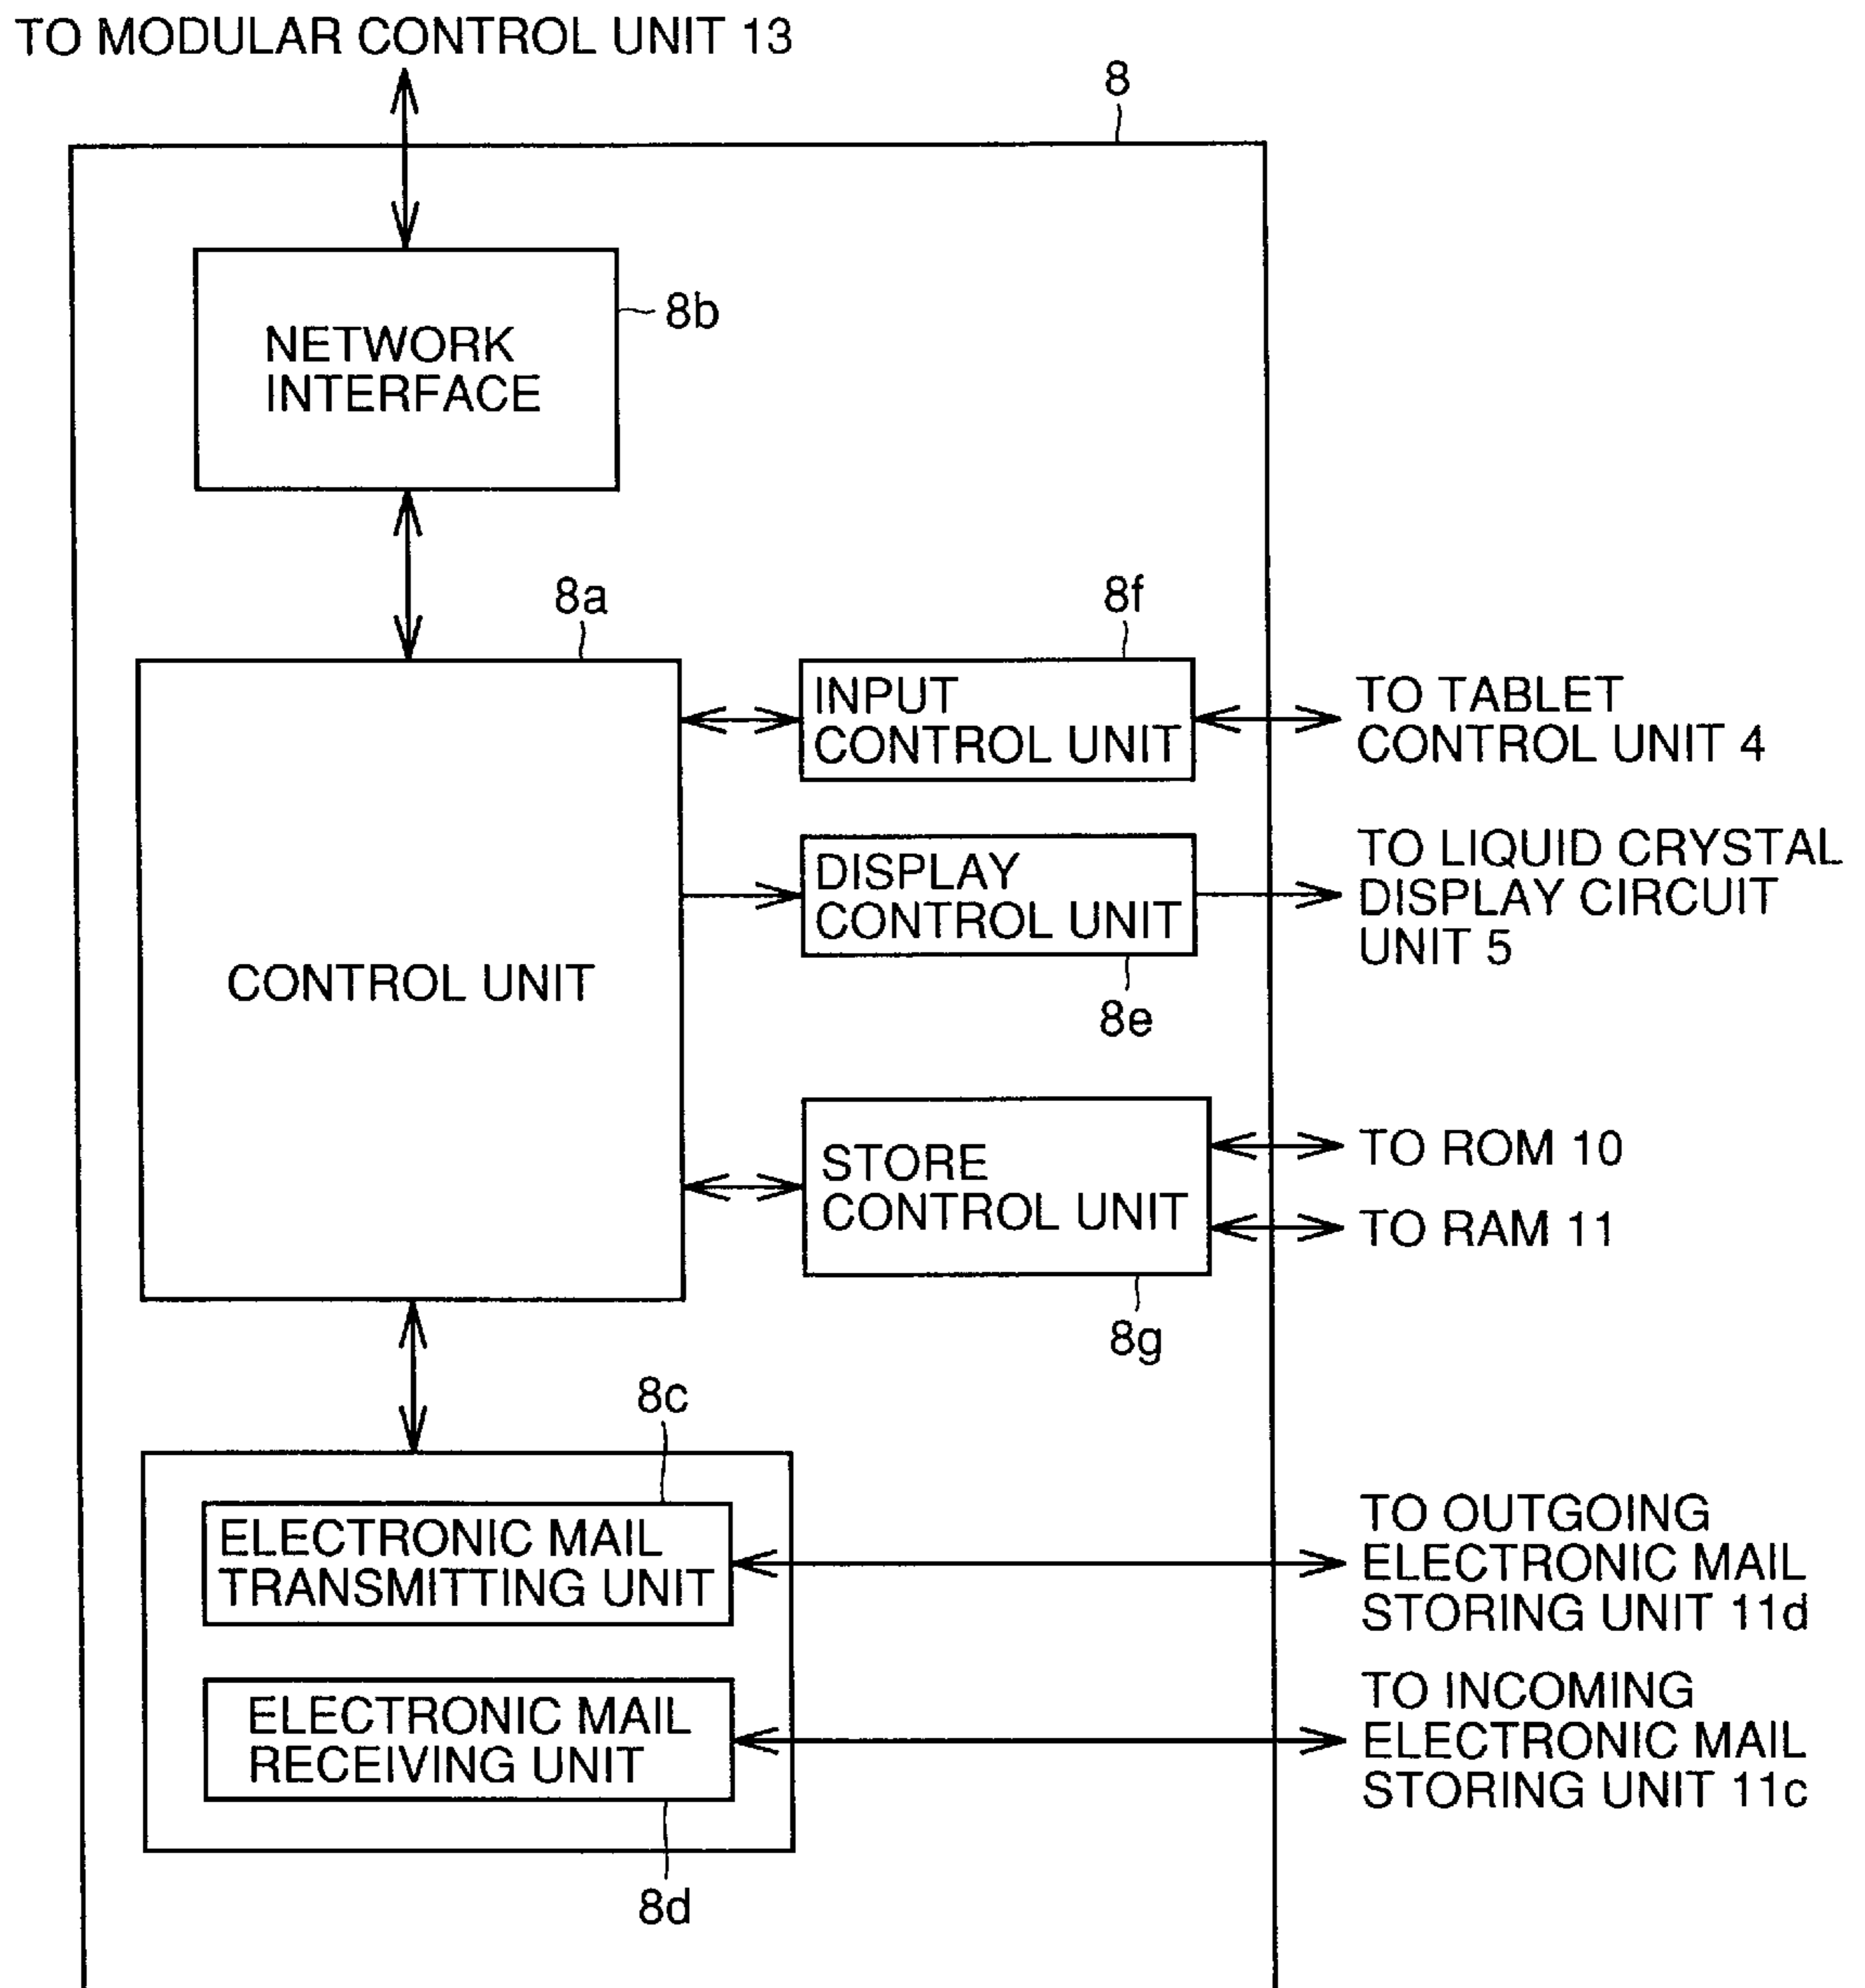 TO MODULAR CONTROL UNIT 13
8
NETWORK
INTERFACE
8b
8a
8f
INPUT
CONTROL UNIT
TO TABLET
CONTROL UNIT 4
DISPLAY
CONTROL UNIT
TO LIQUID CRYSTAL
DISPLAY CIRCUIT
UNIT 5
CONTROL UNIT
8e
STORE
CONTROL UNIT
TO ROM 10
TO RAM 11
8g
8c
ELECTRONIC MAIL
TRANSMITTING UNIT
TO OUTGOING
ELECTRONIC MAIL
STORING UNIT 11d
ELECTRONIC MAIL
RECEIVING UNIT
TO INCOMING
ELECTRONIC MAIL
STORING UNIT 11c
8d